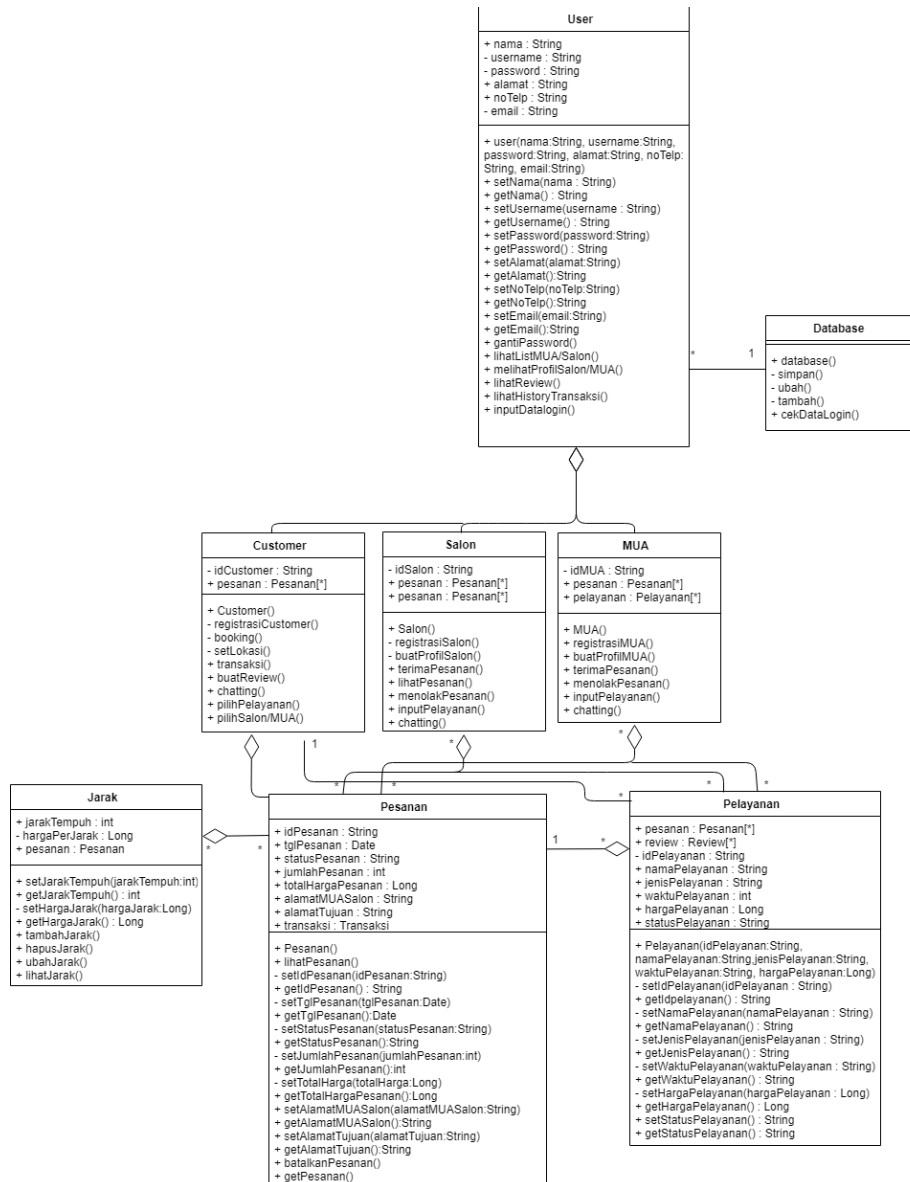 User
+ nama : String
- username : String
- password : String
+ alamat : String
+ noTelp : String
- email : String
+ user(nama:String, username:String,
password:String, alamat:String, noTelp:
String, email:String)
+ setNama(nama : String)
+ getNama() : String
+ setUsername(username : String)
+ getUsername() : String
+ setPassword(password:String)
+ getPassword() : String
+ setAlamat(alamat:String)
+ getAlamat():String
+ setNoTelp(noTelp:String)
+ getNoTelp():String
+ setEmail(email:String)
+ getEmail():String
+ gantiPassword()
+ lihatListMUA/Salon()
+ melihatProfilSalon/MUA()
+ lihatReview()
+ lihatHistoryTransaksi()
+ inputDatalogin()
* 1
Database
+ database()
- simpan()
- ubah()
- tambah()
+ cekDataLogin()
Customer
- idCustomer : String
+ pesanan : Pesanan[*]
+ Customer()
- registrasiCustomer()
- booking()
- setLokasi()
+ transaksi()
+ buatReview()
+ chatting()
+ pilihPelayanan()
+ pilihSalon/MUA()
Salon
- idSalon : String
+ pesanan : Pesanan[*]
+ pesanan : Pesanan[*]
+ Salon()
- registrasiSalon()
- buatProfilSalon()
+ terimaPesanan()
+ lihatPesanan()
+ menolakPesanan()
+ inputPelayanan()
+ chatting()
MUA
- idMUA : String
+ pesanan : Pesanan[*]
+ pelayanan : Pelayanan[*]
+ MUA()
+ registrasiMUA()
+ buatProfilMUA()
+ terimaPesanan()
+ menolakPesanan()
+ inputPelayanan()
+ chatting()
1 * *
* * * * *
Jarak
+ jarakTempuh : int
- hargaPerJarak : Long
+ pesanan : Pesanan
+ setJarakTempuh(jarakTempuh:int)
+ getJarakTempuh() : int
- setHargaJarak(hargaJarak:Long)
+ getHargaJarak() : Long
+ tambahJarak()
+ hapusJarak()
+ ubahJarak()
+ lihatJarak()
* *
Pesanan
+ idPesanan : String
+ tglPesanan : Date
+ statusPesanan : String
+ jumlahPesanan : int
+ totalHargaPesanan : Long
+ alamatMUASalon : String
+ alamatTujuan : String
+ transaksi : Transaksi
+ Pesanan()
+ lihatPesanan()
- setIdPesanan(idPesanan:String)
+ getIdPesanan() : String
- setTglPesanan(tglPesanan:Date)
+ getTglPesanan():Date
- setStatusPesanan(statusPesanan:String)
+ getStatusPesanan():String
- setJumlahPesanan(jumlahPesanan:int)
+ getJumlahPesanan():int
- setTotalHarga(totalHarga:Long)
+ getTotalHargaPesanan():Long
+ setAlamatMUASalon(alamatMUASalon:String)
+ getAlamatMUASalon():String
+ setAlamatTujuan(alamatTujuan:String)
+ getAlamatTujuan():String
+ batalkanPesanan()
+ getPesanan()
1 *
Pelayanan
+ pesanan : Pesanan[*]
+ review : Review[*]
- idPelayanan : String
+ namaPelayanan : String
+ jenisPelayanan : String
+ waktuPelayanan : int
+ hargaPelayanan : Long
+ statusPelayanan : String
+ Pelayanan(idPelayanan:String,
namaPelayanan:String,jenisPelayanan:String,
waktuPelayanan:String, hargaPelayanan:Long)
- setIdPelayanan(idPelayanan : String)
+ getIdpelayanan() : String
- setNamaPelayanan(namaPelayanan : String)
+ getNamaPelayanan() : String
- setJenisPelayanan(jenisPelayanan : String)
+ getJenisPelayanan() : String
- setWaktuPelayanan(waktuPelayanan : String)
+ getWaktuPelayanan() : String
- setHargaPelayanan(hargaPelayanan : Long)
+ getHargaPelayanan() : Long
+ setStatusPelayanan() : String
+ getStatusPelayanan() : String